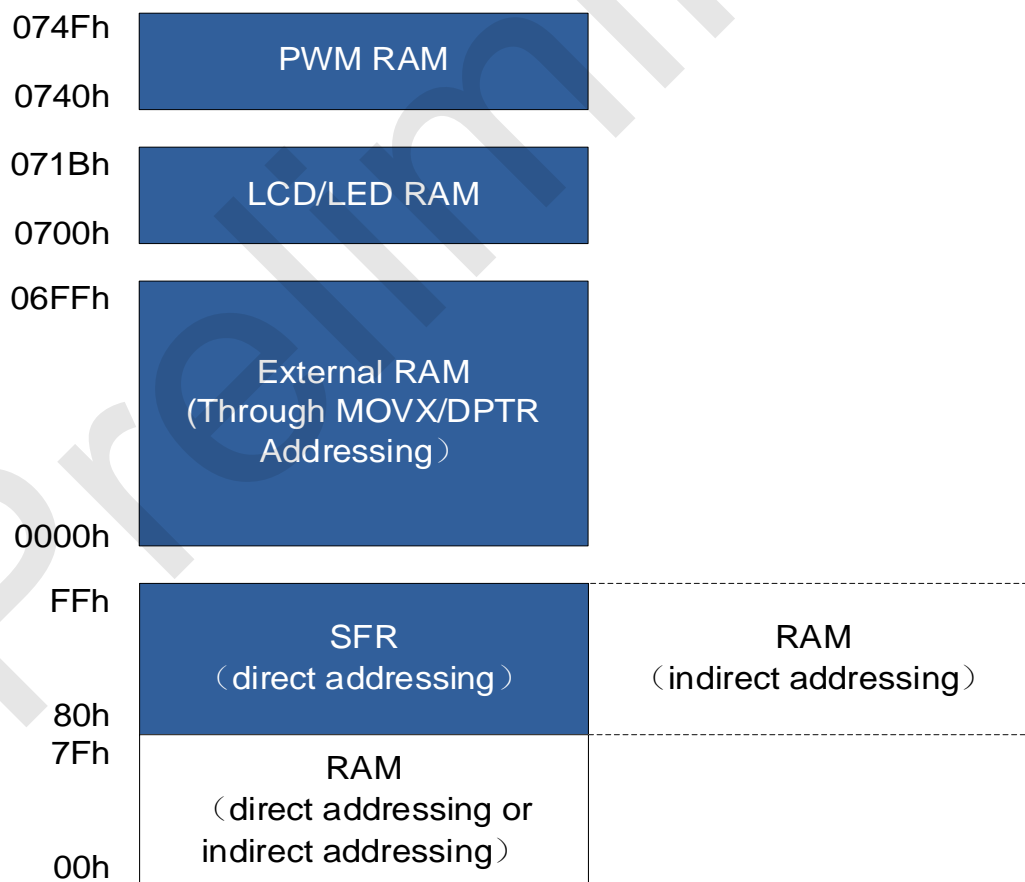 074Fh
PWM RAM
0740h
071Bh
LCD/LED RAM
0700h
06FFh
External RAM
(Through MOVX/DPTR
Addressing）
0000h
FFh
SFR
（direct addressing）
RAM
（indirect addressing）
80h
7Fh
RAM
（direct addressing or
indirect addressing）
00h